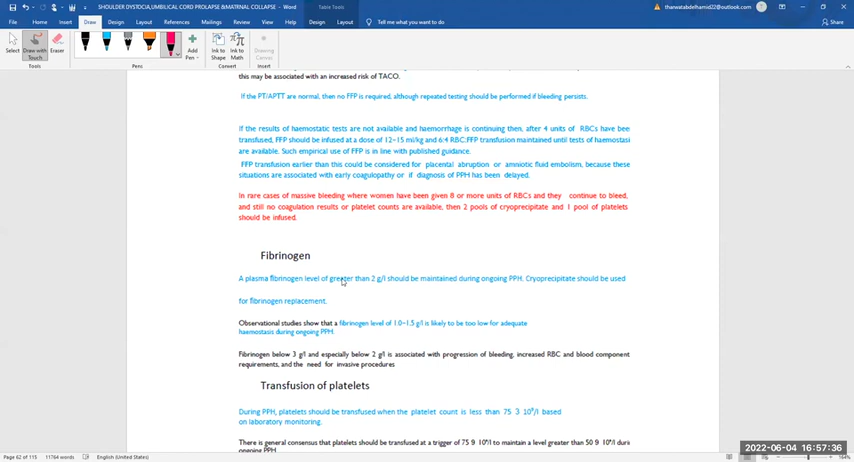 SHOULDER DYSTOCIA,UMBILICAL CORD PROLAPSE &MATERNAL COLLAPSE - Word
Table Tools
tharwatabdelhamid22@outlook.com
File Home Insert Draw Design Layout References Mailings Review View Help Design Layout Tell me what you want to do Share
Select Draw with Touch Eraser Add Pen Ink to Shape Ink to Math Drawing Canvas
Tools Pens Convert Insert
this may be associated with an increased risk of TACO.
If the PT/APTT are normal, then no FFP is required, although repeated testing should be performed if bleeding persists.
If the results of haemostatic tests are not available and haemorrhage is continuing then, after 4 units of RBCs have been
transfused, FFP should be infused at a dose of 12–15 ml/kg and 6:4 RBC:FFP transfusion maintained until tests of haemostasis
are available. Such empirical use of FFP is in line with published guidance.
FFP transfusion earlier than this could be considered for placental abruption or amniotic fluid embolism, because these
situations are associated with early coagulopathy or if diagnosis of PPH has been delayed.
In rare cases of massive bleeding where women have been given 8 or more units of RBCs and they continue to bleed,
and still no coagulation results or platelet counts are available, then 2 pools of cryoprecipitate and 1 pool of platelets
should be infused.
Fibrinogen
A plasma fibrinogen level of greater than 2 g/l should be maintained during ongoing PPH. Cryoprecipitate should be used
for fibrinogen replacement.
Observational studies show that a fibrinogen level of 1.0–1.5 g/l is likely to be too low for adequate
haemostasis during ongoing PPH.
Fibrinogen below 3 g/l and especially below 2 g/l is associated with progression of bleeding, increased RBC and blood component
requirements, and the need for invasive procedures
Transfusion of platelets
During PPH, platelets should be transfused when the platelet count is less than 75 3 10⁹/l based
on laboratory monitoring.
There is general consensus that platelets should be transfused at a trigger of 75 9 10⁹/l to maintain a level greater than 50 9 10⁹/l duri
ongoing PPH.
2022-06-04 16:57:36
Page 62 of 115 11764 words English (United States) 164%